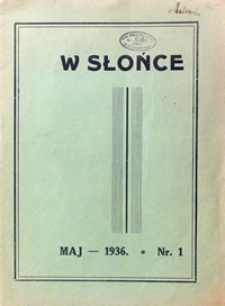 W SŁOŃCE
MAJ — 1936. • Nr. 1